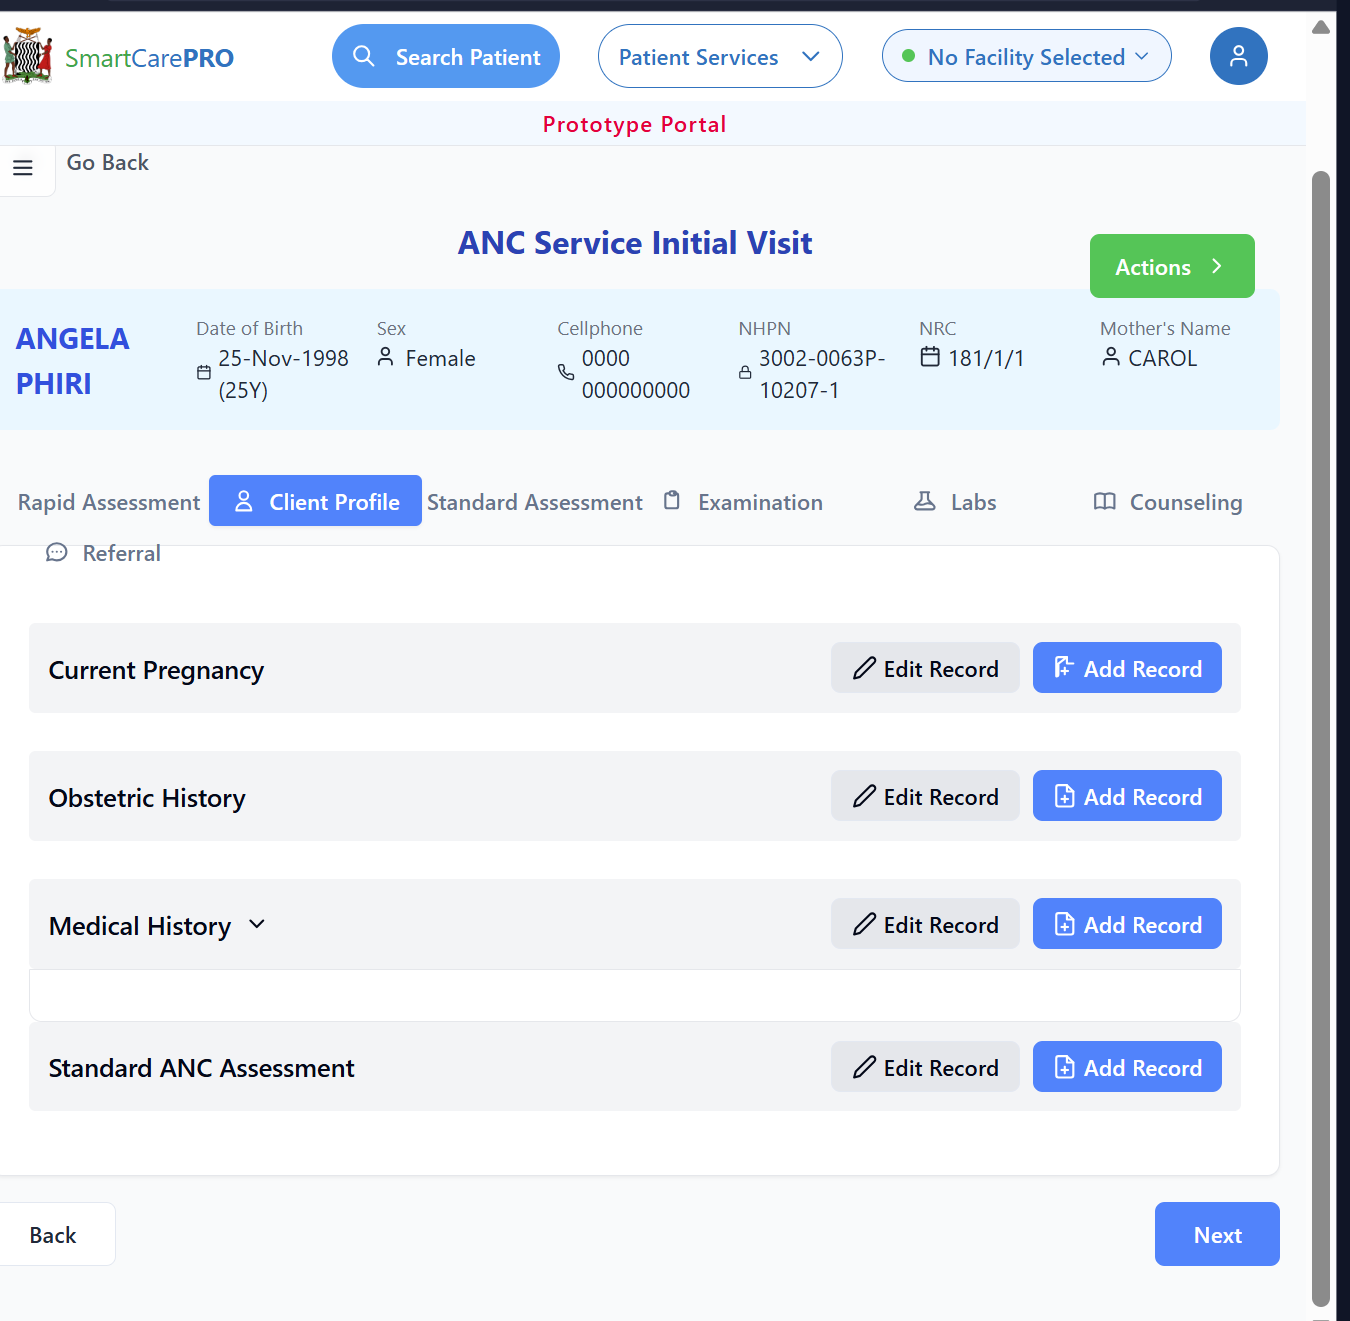 SmartCarePRO
Search Patient
Patient Services
No Facility Selected
Prototype Portal
Go Back
ANC Service Initial Visit
Actions
ANGELA
PHIRI
Date of Birth
25-Nov-1998
(25Y)
Sex
Female
Cellphone
0000
000000000
NHPN
3002-0063P-
10207-1
NRC
181/1/1
Mother's Name
CAROL
Rapid Assessment
Client Profile
Standard Assessment
Examination
Labs
Counseling
Referral
Current Pregnancy
Edit Record
Add Record
Obstetric History
Edit Record
Add Record
Medical History
Edit Record
Add Record
Standard ANC Assessment
Edit Record
Add Record
Back
Next